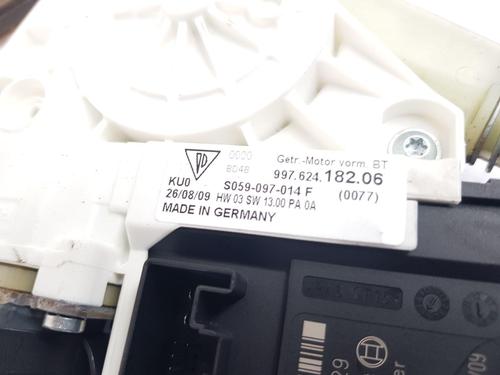 0000
8D4B
Getr.-Motor vorm. BT
997.624.182.06
KU0 S059-097-014 F (0077)
26/08/09 HW 03 SW 13.00 PA 0A
MADE IN GERMANY